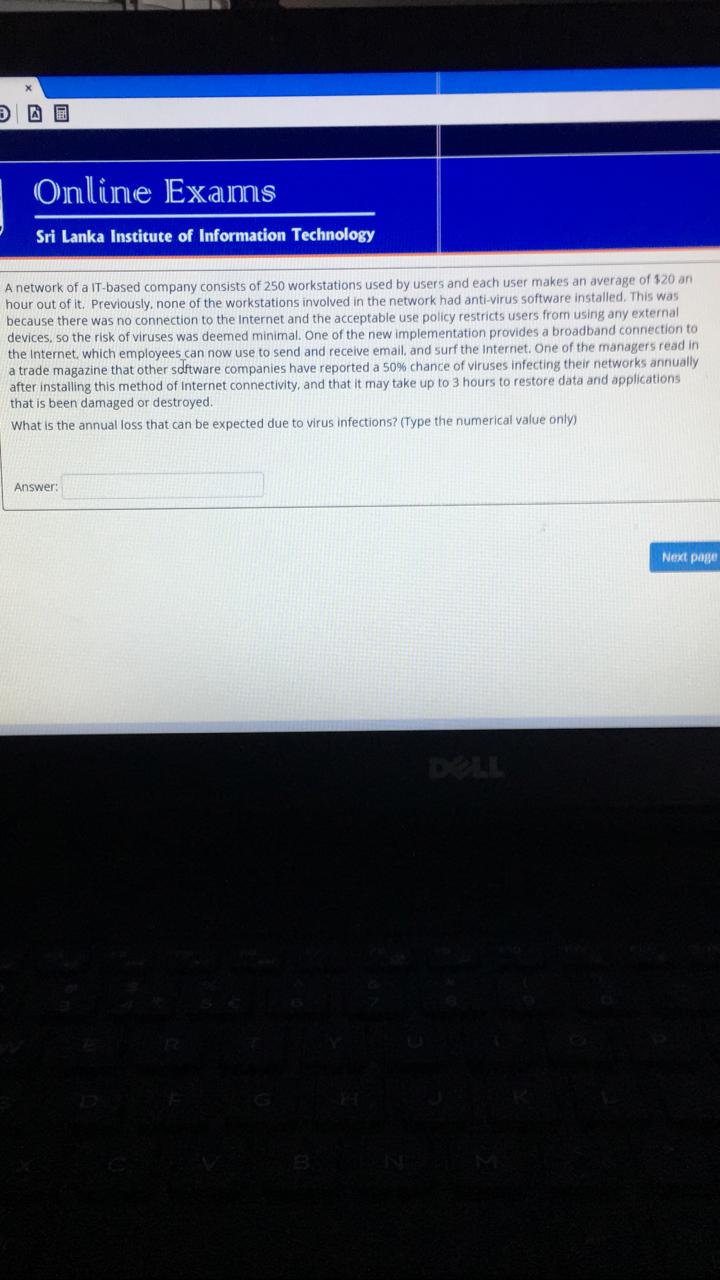 Online Exams
Sri Lanka Institute of Information Technology
A network of a IT-based company consists of 250 workstations used by users and each user makes an average of $20 an
hour out of it. Previously, none of the workstations involved in the network had anti-virus software installed. This was
because there was no connection to the Internet and the acceptable use policy restricts users from using any external
devices, so the risk of viruses was deemed minimal. One of the new implementation provides a broadband connection to
the Internet, which employees can now use to send and receive email, and surf the Internet. One of the managers read in
a trade magazine that other software companies have reported a 50% chance of viruses infecting their networks annually
after installing this method of Internet connectivity, and that it may take up to 3 hours to restore data and applications
that is been damaged or destroyed.
What is the annual loss that can be expected due to virus infections? (Type the numerical value only)
Answer:
Next page
DELL
E R T Y U I O P
D F G H J K L
X C V B N M